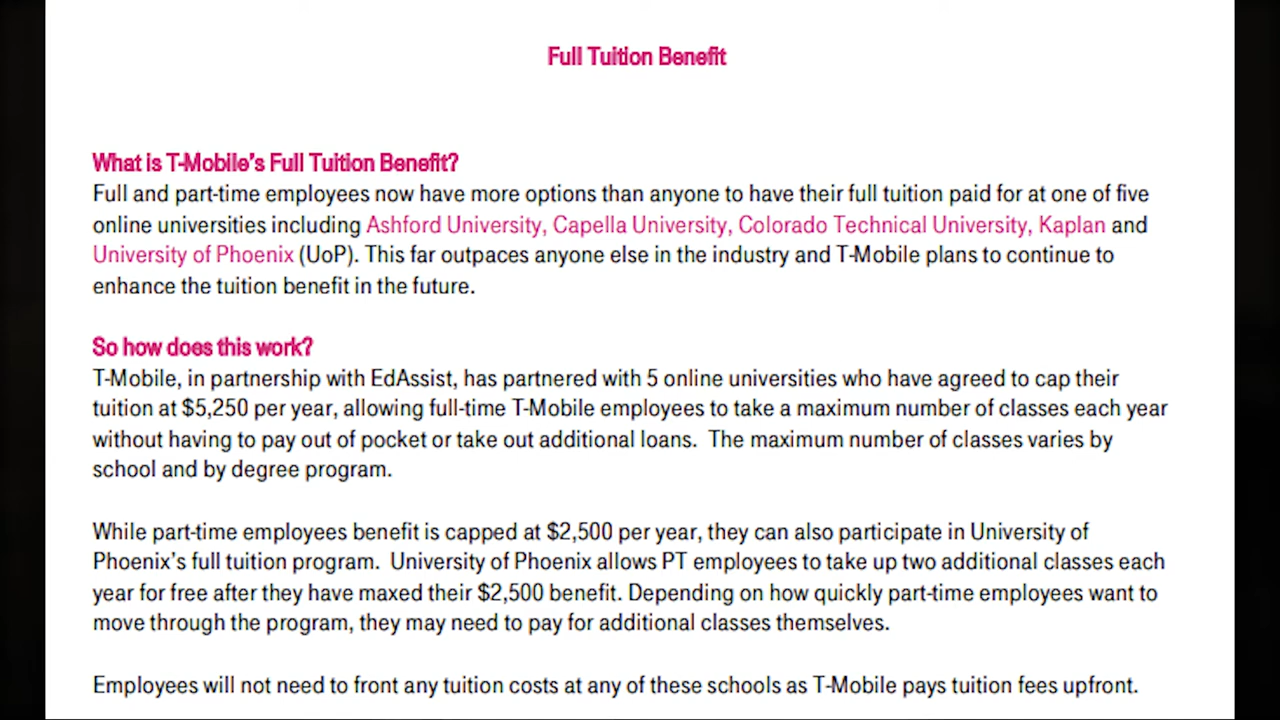 Full Tuition Benefit
What is T-Mobile's Full Tuition Benefit?
Full and part-time employees now have more options than anyone to have their full tuition paid for at one of five
online universities including Ashford University, Capella University, Colorado Technical University, Kaplan and
University of Phoenix (UoP). This far outpaces anyone else in the industry and T-Mobile plans to continue to
enhance the tuition benefit in the future.
So how does this work?
T-Mobile, in partnership with EdAssist, has partnered with 5 online universities who have agreed to cap their
tuition at $5,250 per year, allowing full-time T-Mobile employees to take a maximum number of classes each year
without having to pay out of pocket or take out additional loans.  The maximum number of classes varies by
school and by degree program.
While part-time employees benefit is capped at $2,500 per year, they can also participate in University of
Phoenix's full tuition program.  University of Phoenix allows PT employees to take up two additional classes each
year for free after they have maxed their $2,500 benefit. Depending on how quickly part-time employees want to
move through the program, they may need to pay for additional classes themselves.
Employees will not need to front any tuition costs at any of these schools as T-Mobile pays tuition fees upfront.